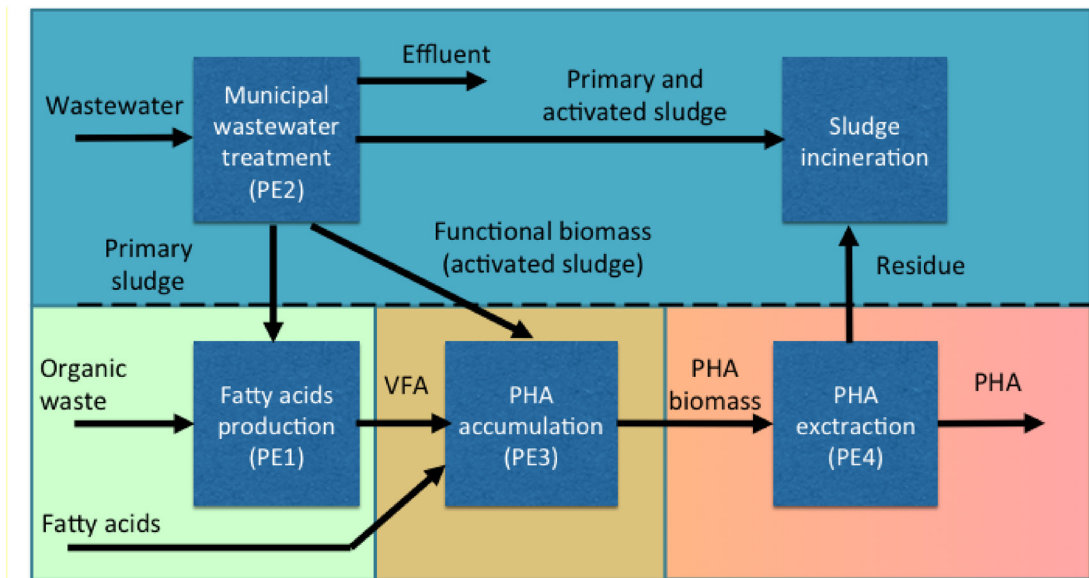 Wastewater
Municipal
wastewater
treatment
(PE2)
Effluent
Primary and
activated sludge
Sludge
incineration
Primary
sludge
Functional biomass
(activated sludge)
Residue
Organic
waste
Fatty acids
production
(PE1)
VFA
PHA
accumulation
(PE3)
PHA
biomass
PHA
exctraction
(PE4)
PHA
Fatty acids